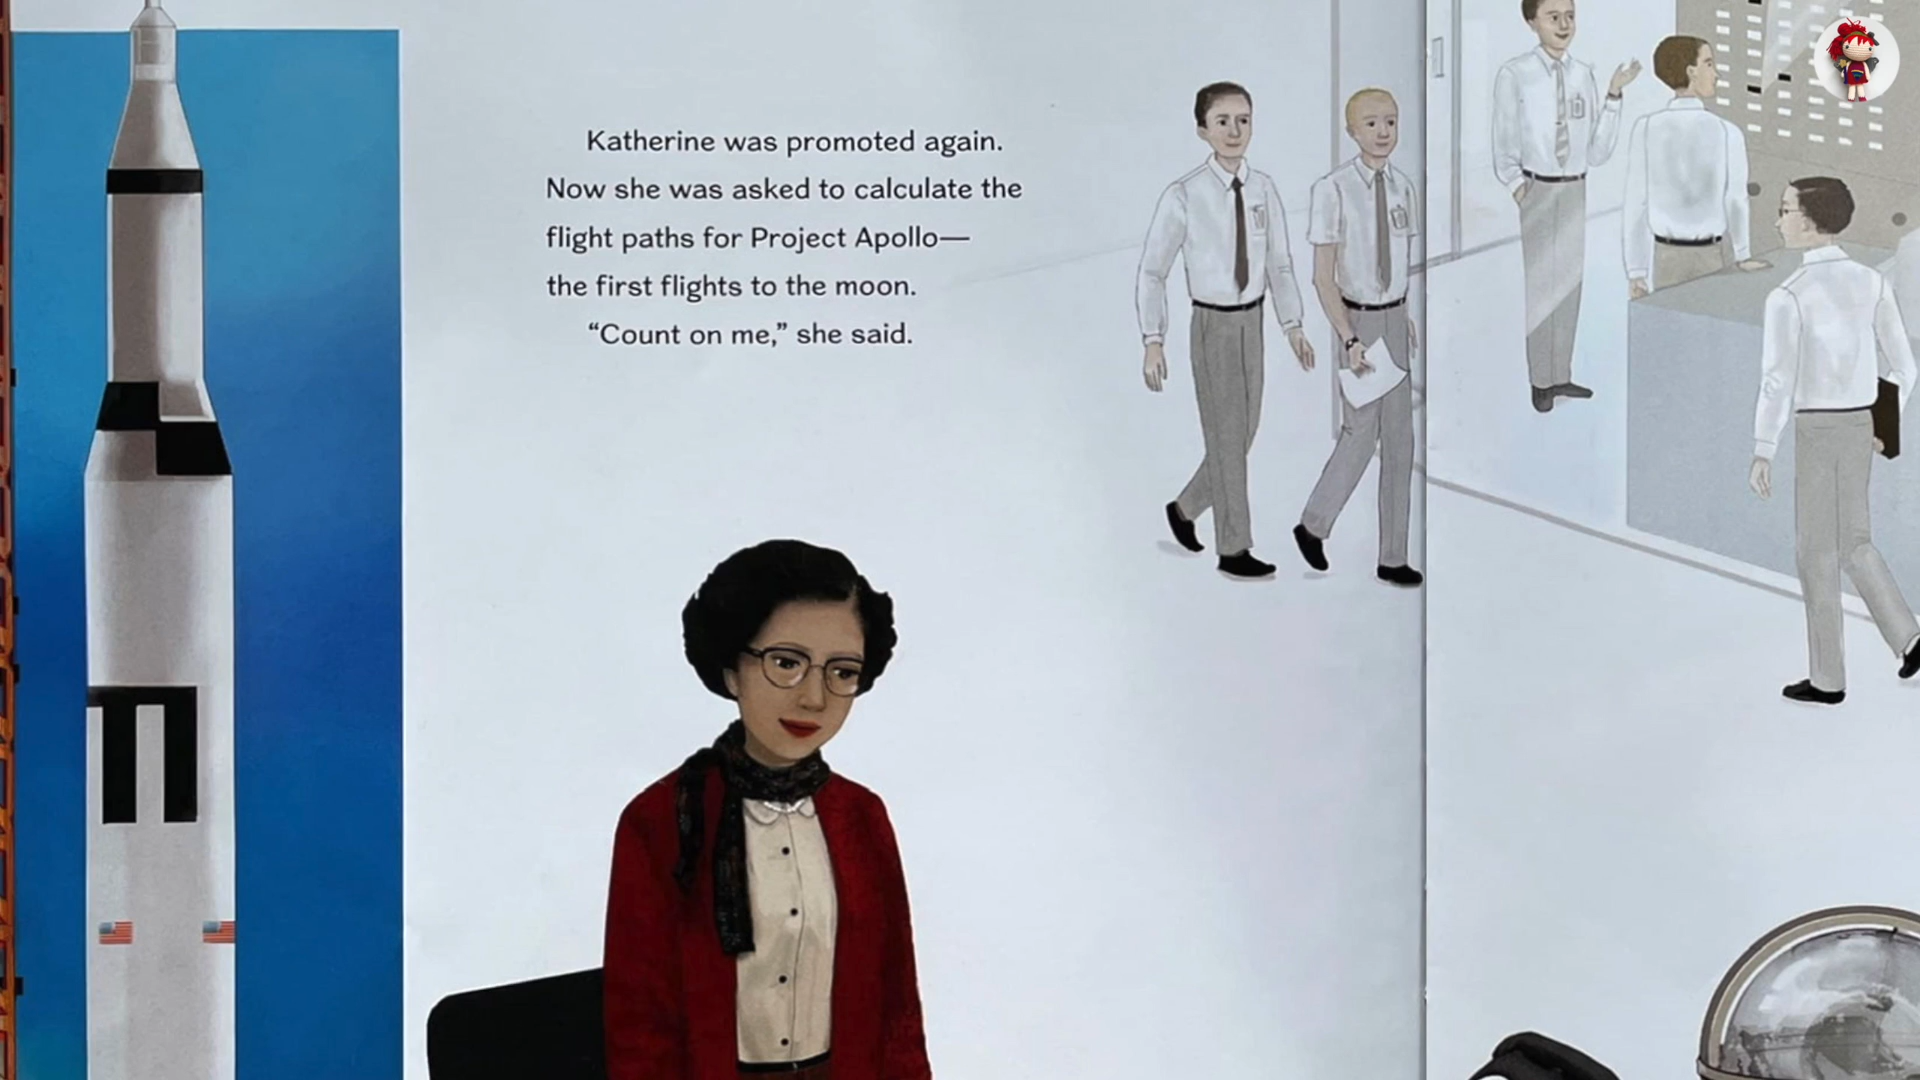 Katherine was promoted again.
Now she was asked to calculate the
flight paths for Project Apollo—
the first flights to the moon.
“Count on me,” she said.